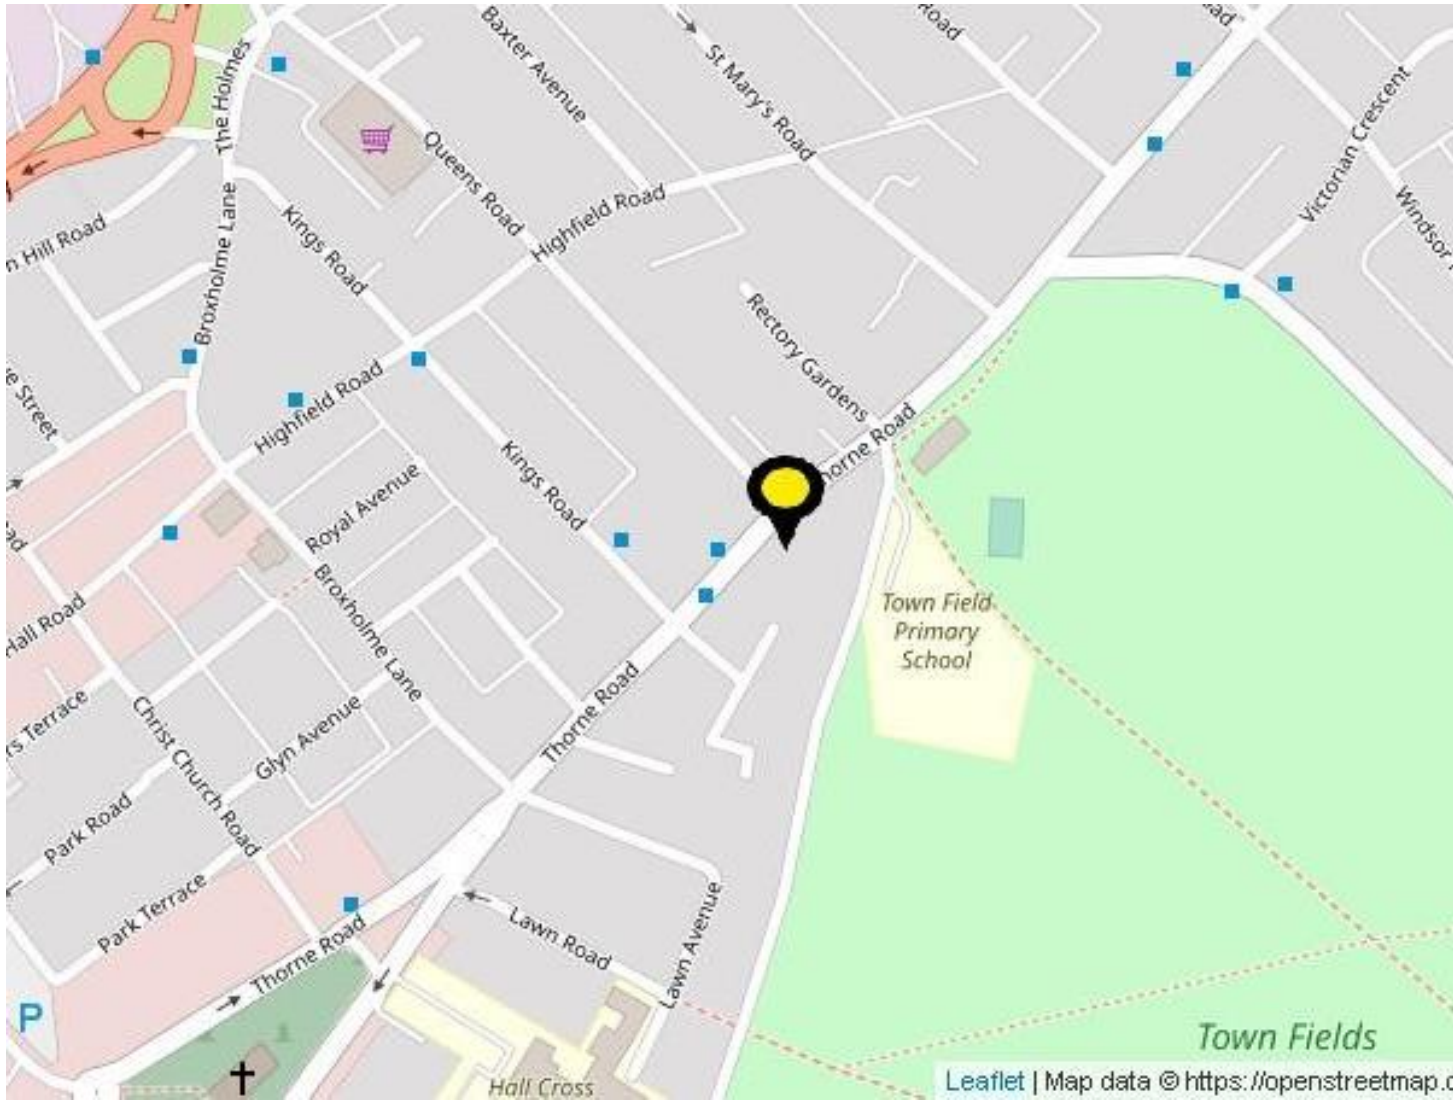 Baxter Avenue
St Mary's Road
Road
The Holmes
Queens Road
Highfield Road
Victorian Crescent
Windsor
Kings Road
Hill Road
Broxholme Lane
Rectory Gardens
Street
Highfield Road
Thorne Road
Kings Road
Royal Avenue
Town Field
Primary
School
Broxholme Lane
Hall Road
Terrace
Christ Church Road
Glyn Avenue
Thorne Road
Park Road
Park Terrace
Lawn Road
Lawn Avenue
Thorne Road
P
Town Fields
Hall Cross
Leaflet | Map data © https://openstreetmap.